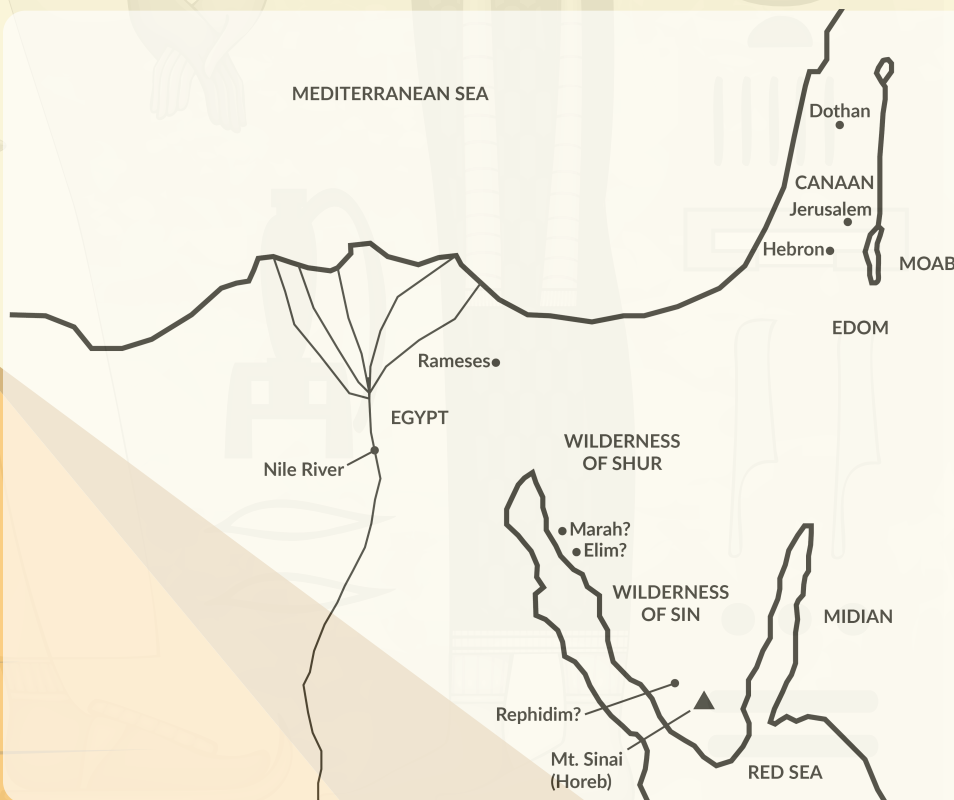 MEDITERRANEAN SEA
Dothan
CANAAN
Jerusalem
Hebron
MOAB
EDOM
Rameses
EGYPT
WILDERNESS
OF SHUR
Nile River
Marah?
Elim?
WILDERNESS
OF SIN
MIDIAN
Rephidim?
Mt. Sinai
(Horeb)
RED SEA